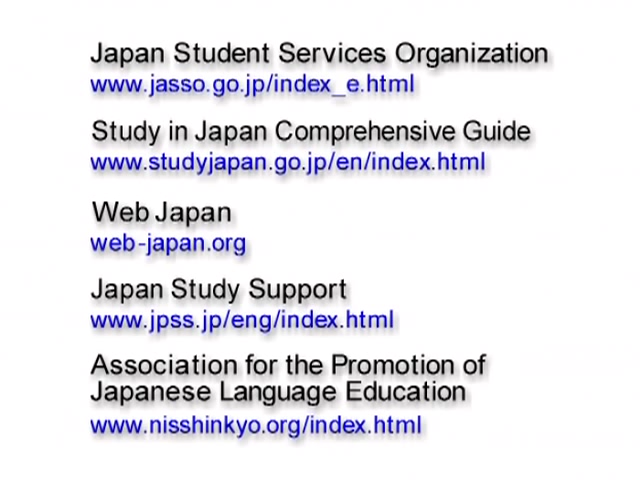 Japan Student Services Organization
www.jasso.go.jp/index_e.html
Study in Japan Comprehensive Guide
www.studyjapan.go.jp/en/index.html
Web Japan
web-japan.org
Japan Study Support
www.jpss.jp/eng/index.html
Association for the Promotion of
Japanese Language Education
www.nisshinkyo.org/index.html